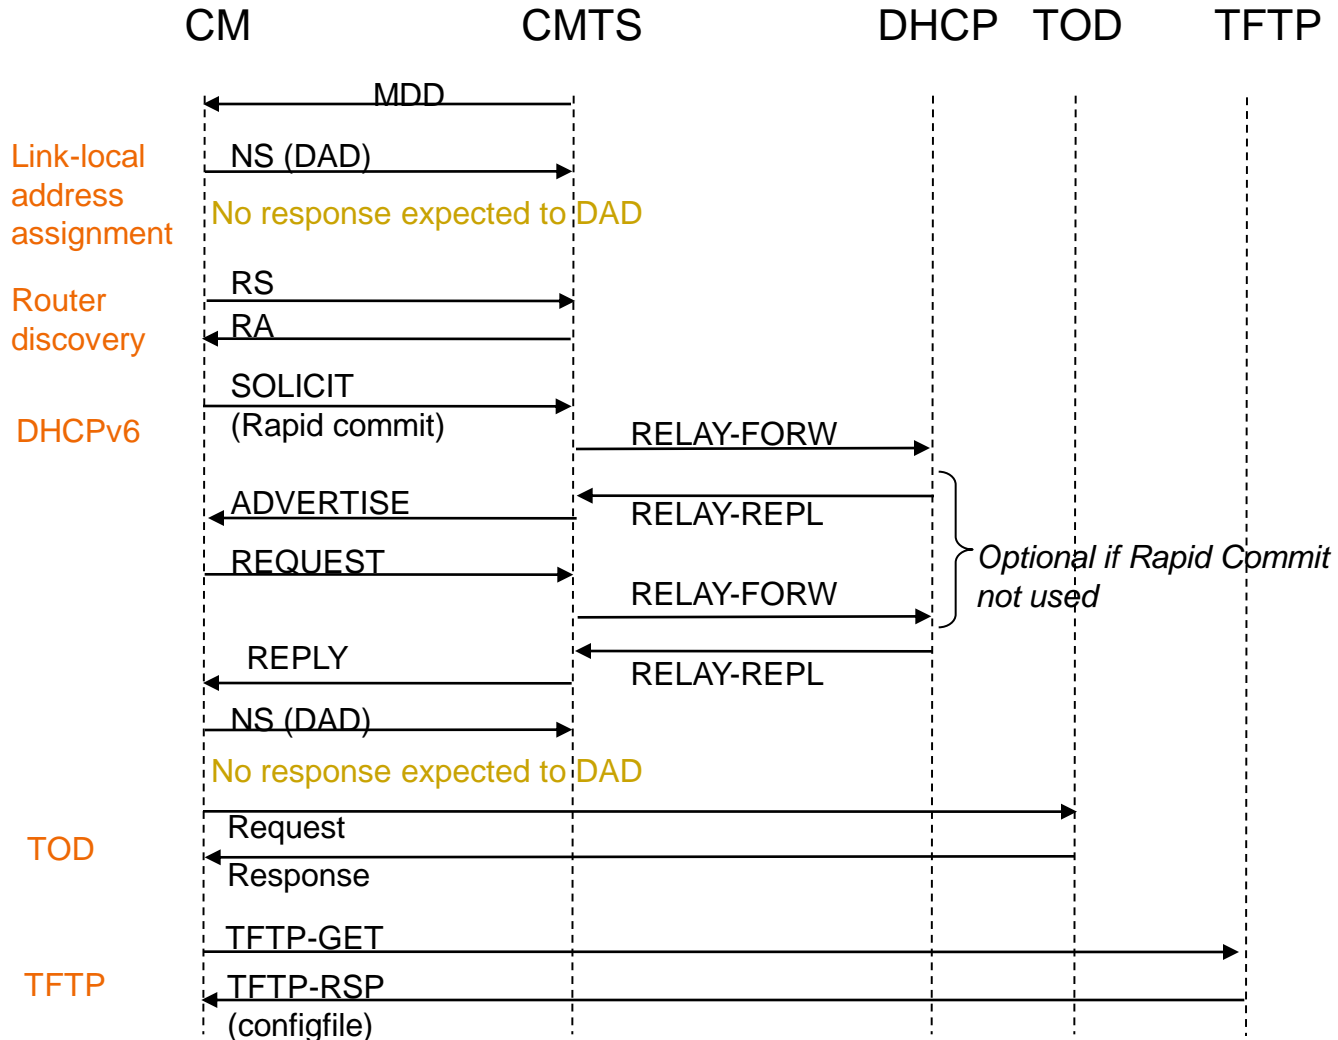 CM CMTS DHCP TOD TFTP
MDD
Link-local
address
assignment
NS (DAD)
No response expected to DAD
Router
discovery
RS
RA
DHCPv6
SOLICIT
(Rapid commit)
RELAY-FORW
ADVERTISE
RELAY-REPL
REQUEST
RELAY-FORW
Optional if Rapid Commit
not used
REPLY
RELAY-REPL
NS (DAD)
No response expected to DAD
TOD
Request
Response
TFTP
TFTP-GET
TFTP-RSP
(configfile)